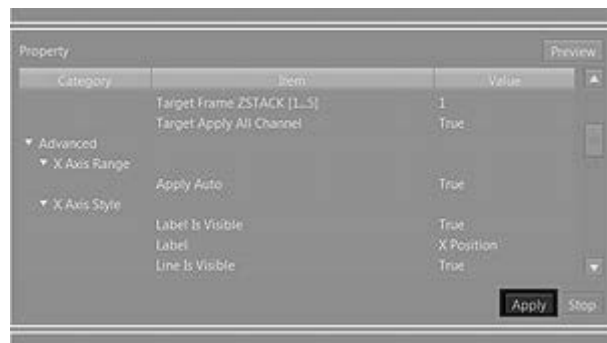 Property Preview
Category Item Value
Target Frame ZSTACK [1...5] 1
Target Apply All Channel True
Advanced
X Axis Range
Apply Auto True
X Axis Style
Label Is Visible True
Label X Position
Line Is Visible True
Apply Stop